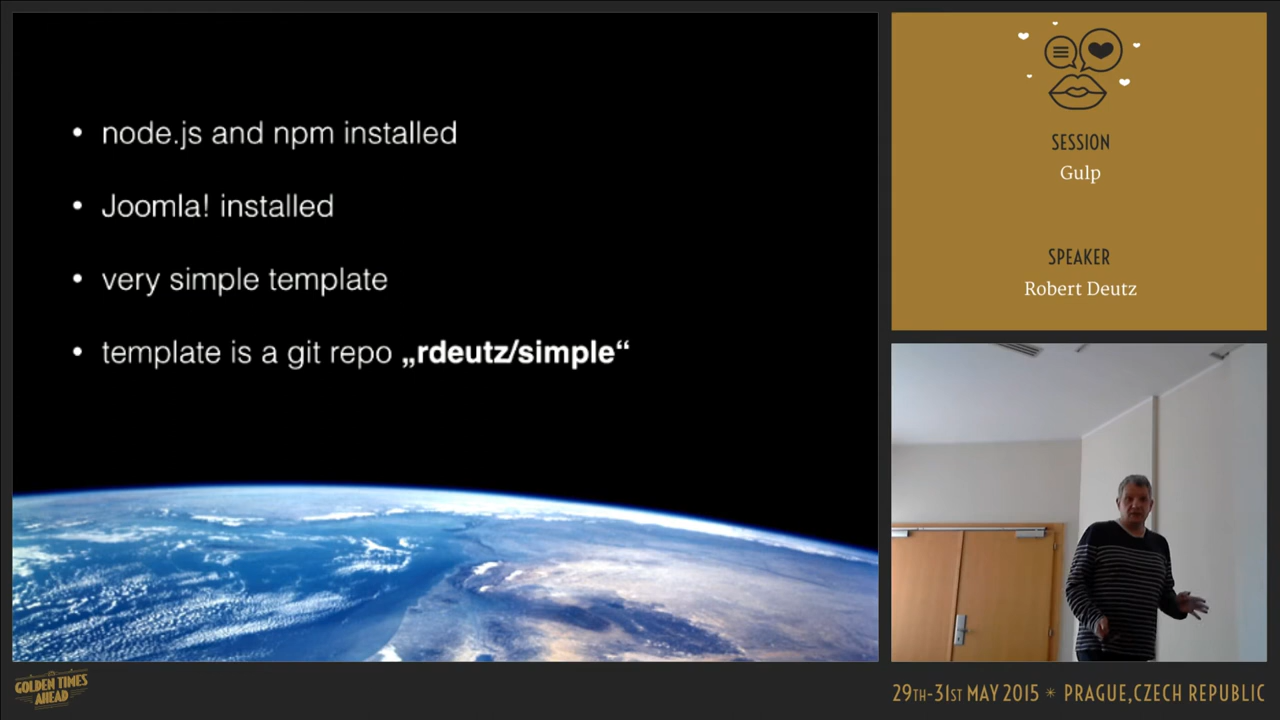 • node.js and npm installed
• Joomla! installed
• very simple template
• template is a git repo „rdeutz/simple“
SESSION
Gulp
SPEAKER
Robert Deutz
GOLDEN TIMES
AHEAD
29TH-31ST MAY 2015 * PRAGUE,CZECH REPUBLIC